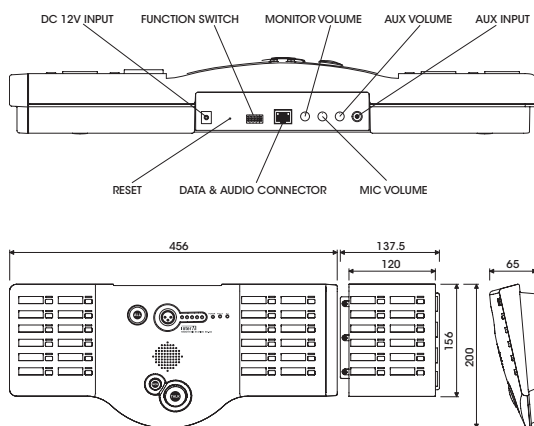 DC 12V INPUT FUNCTION SWITCH MONITOR VOLUME AUX VOLUME AUX INPUT
RESET DATA & AUDIO CONNECTOR MIC VOLUME
456 137.5
120 65
156
200